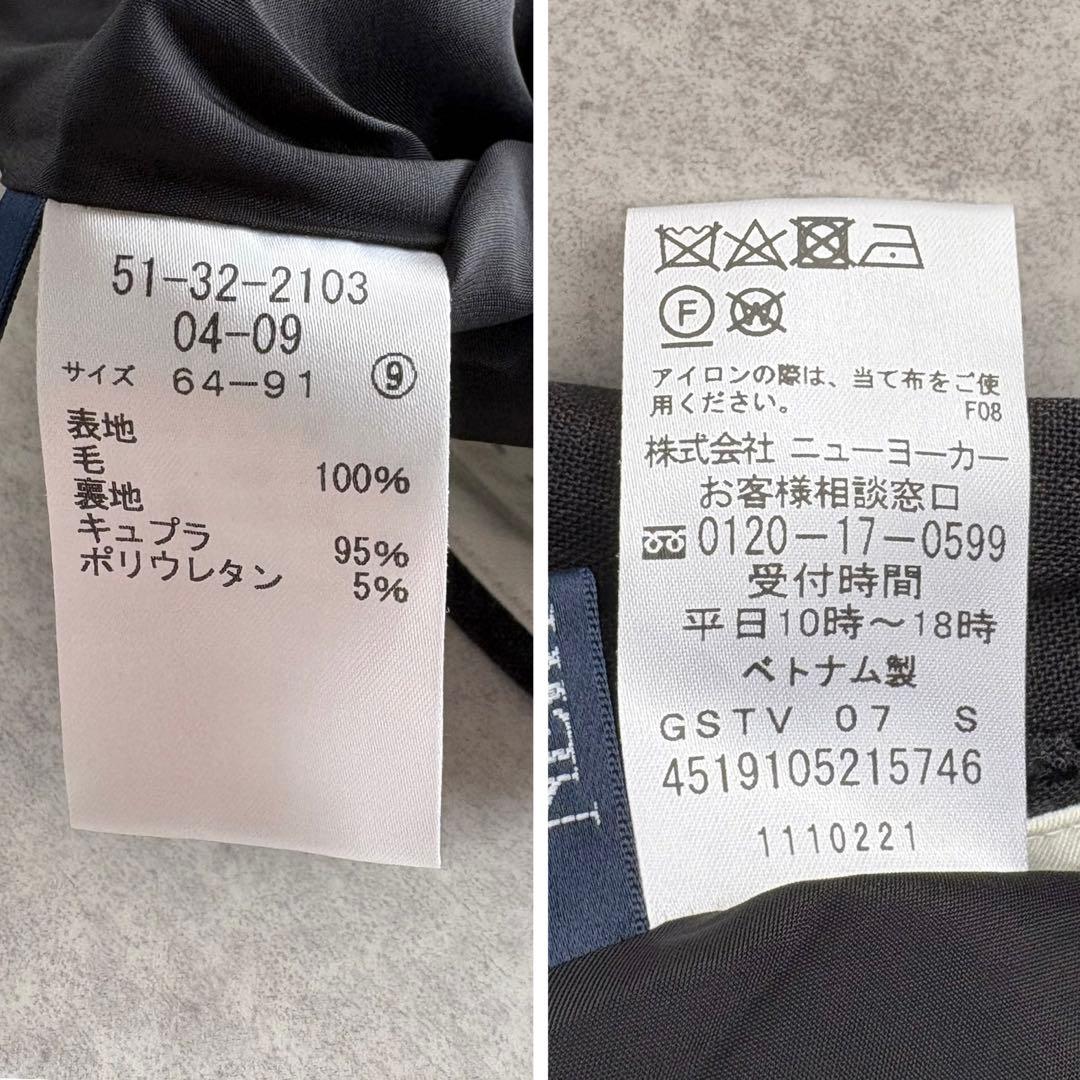 51-32-2103
04-09
サイズ 64-91 ⑨
表地
毛 100%
裏地
キュプラ 95%
ポリウレタン 5%
F W
アイロンの際は、当て布をご使
用ください。 F08
株式会社 ニューヨーカー
お客様相談窓口
0120-17-0599
受付時間
平日10時～18時
ベトナム製
GSTV 07 S
4519105215746
1110221